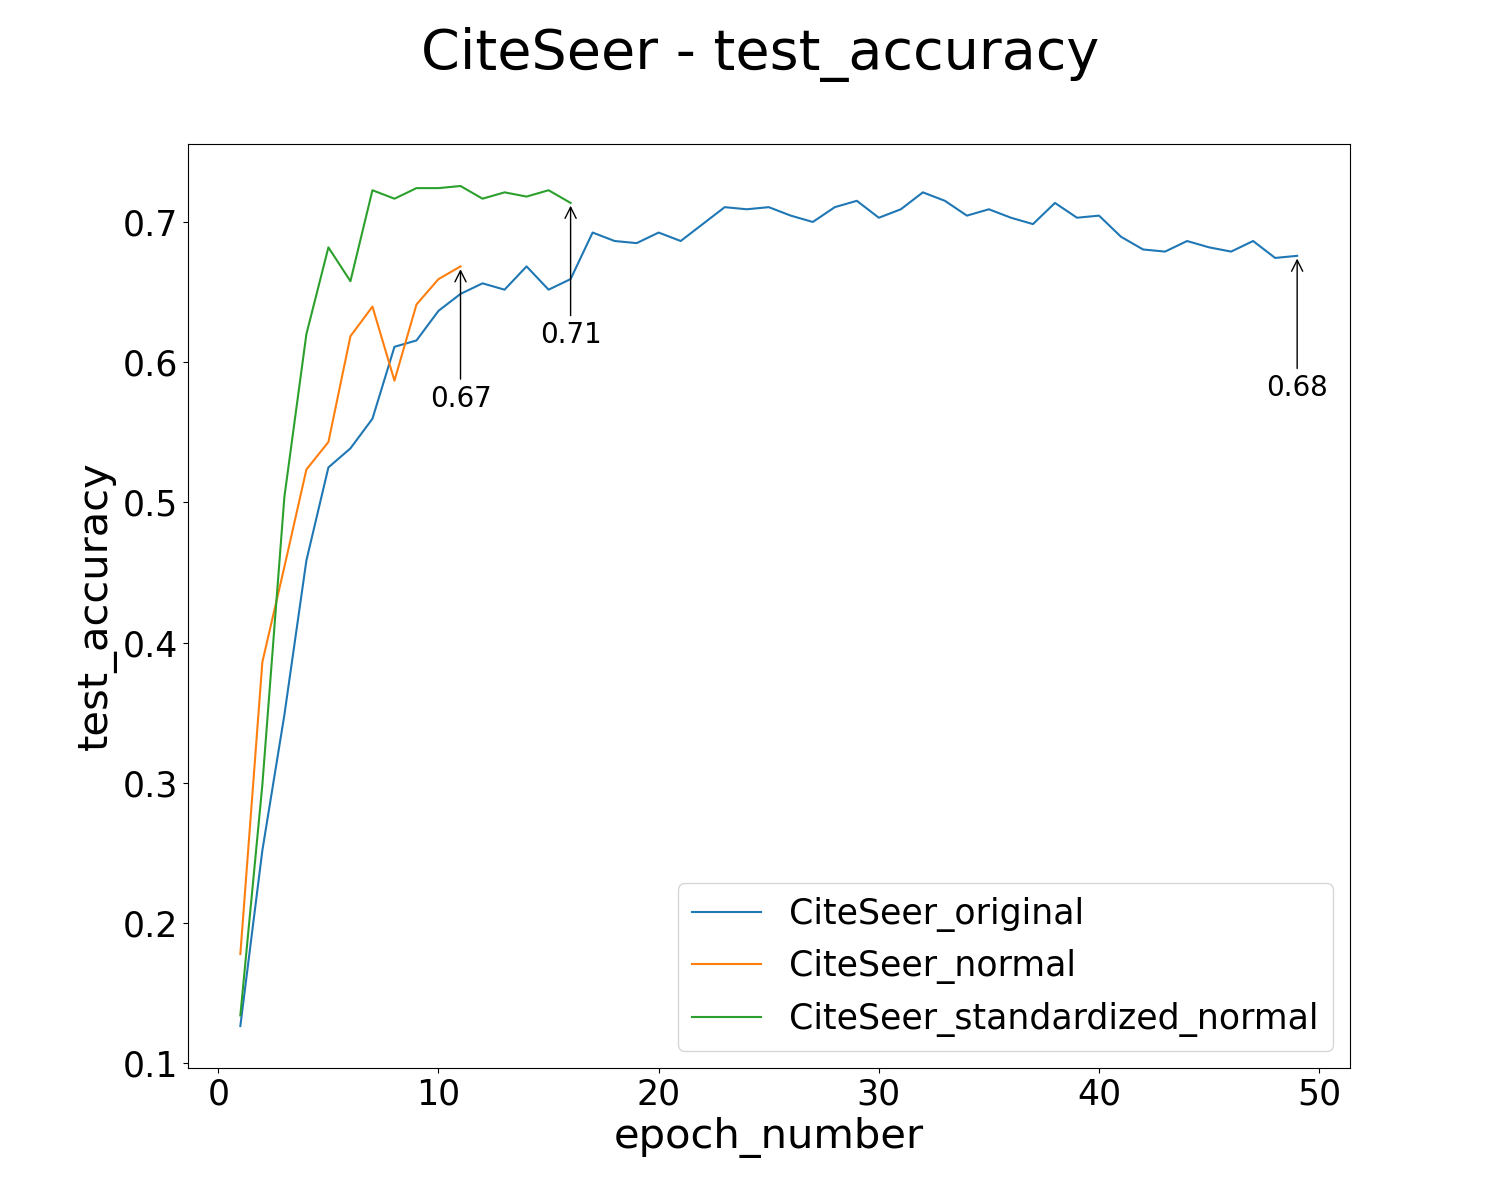 CiteSeer - test_accuracy
test_accuracy
0.7
0.6
0.5
0.4
0.3
0.2
0.1
0.71
0.67
0.68
CiteSeer_original
CiteSeer_normal
CiteSeer_standardized_normal
0 10 20 30 40 50
epoch_number